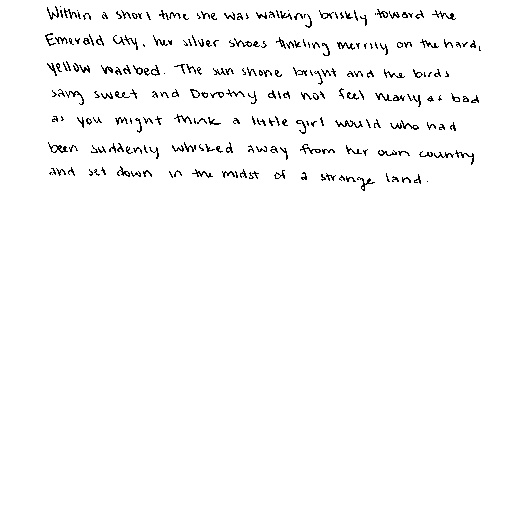 Within a short time she was walking briskly toward the
Emerald City, her silver shoes tinkling merrily on the hard,
yellow roadbed. The sun shone bright and the birds
sang sweet and Dorothy did not feel nearly as bad
as you might think a little girl would who had
been suddenly whisked away from her own country
and set down in the midst of a strange land.